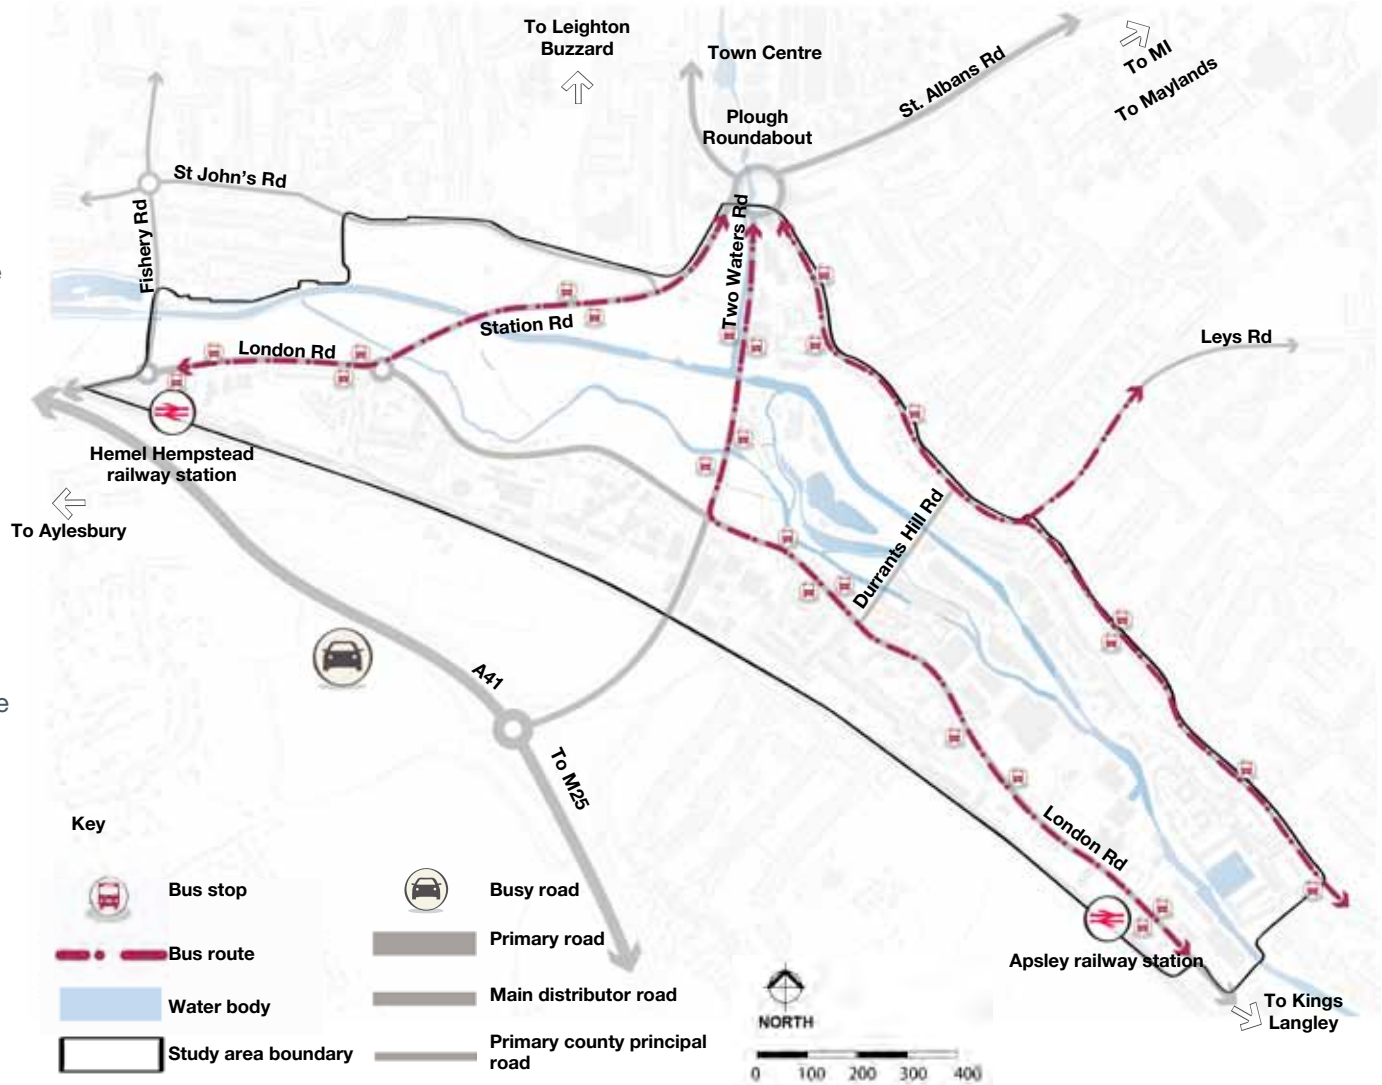 To Leighton
Buzzard
Town Centre
St. Albans Rd
To MI
To Maylands
Plough
Roundabout
St John's Rd
Fishery Rd
Two Waters Rd
Station Rd
London Rd
Leys Rd
Hemel Hempstead
railway station
To Aylesbury
Durrants Hill Rd
A41
To M25
London Rd
Apsley railway station
To Kings
Langley
Key
Bus stop
Bus route
Water body
Study area boundary
Busy road
Primary road
Main distributor road
Primary county principal
road
NORTH
0 100 200 300 400
e